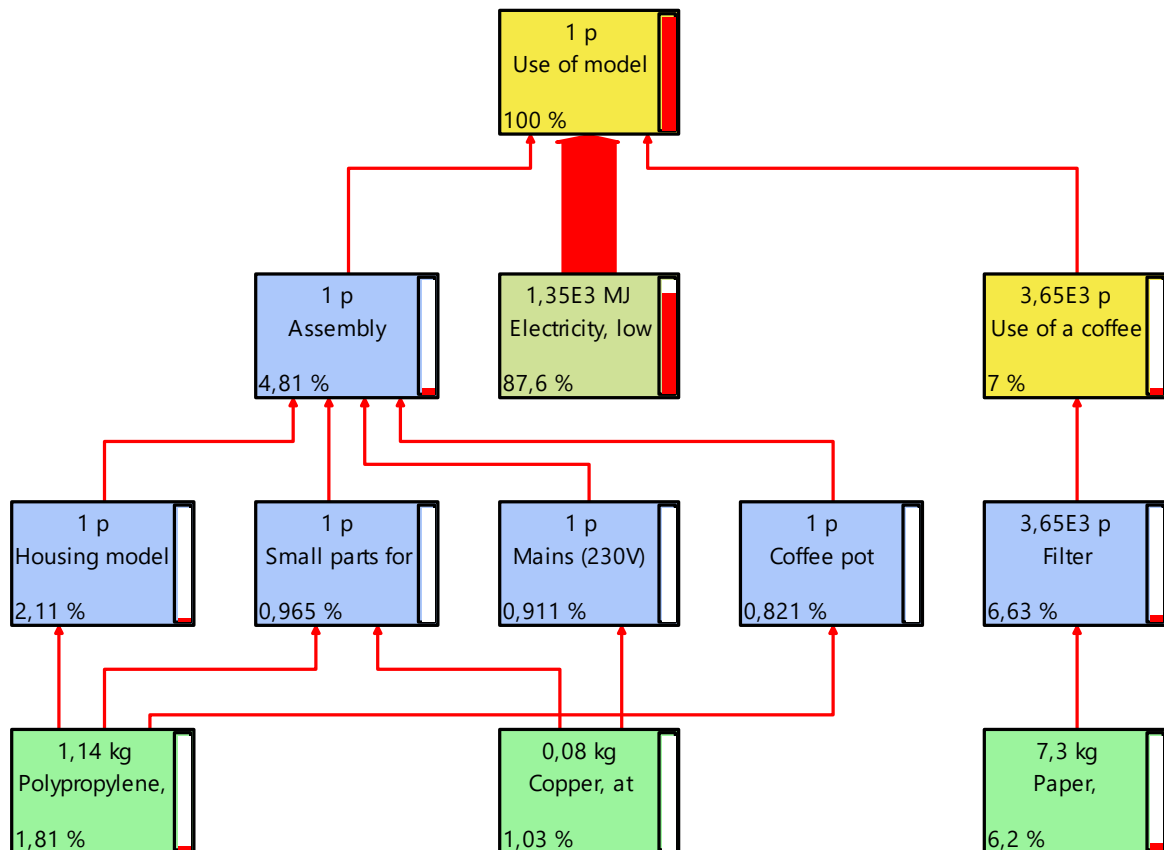 1 p
Use of model
100 %
1 p
Assembly
4,81 %
1,35E3 MJ
Electricity, low
87,6 %
3,65E3 p
Use of a coffee
7 %
1 p
Housing model
2,11 %
1 p
Small parts for
0,965 %
1 p
Mains (230V)
0,911 %
1 p
Coffee pot
0,821 %
3,65E3 p
Filter
6,63 %
1,14 kg
Polypropylene,
1,81 %
0,08 kg
Copper, at
1,03 %
7,3 kg
Paper,
6,2 %